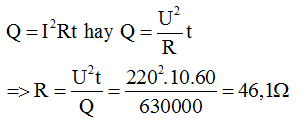 Q = I²Rt hay Q = U²/R t
=> R = U²t/Q = 220².10.60/630000 = 46,1Ω